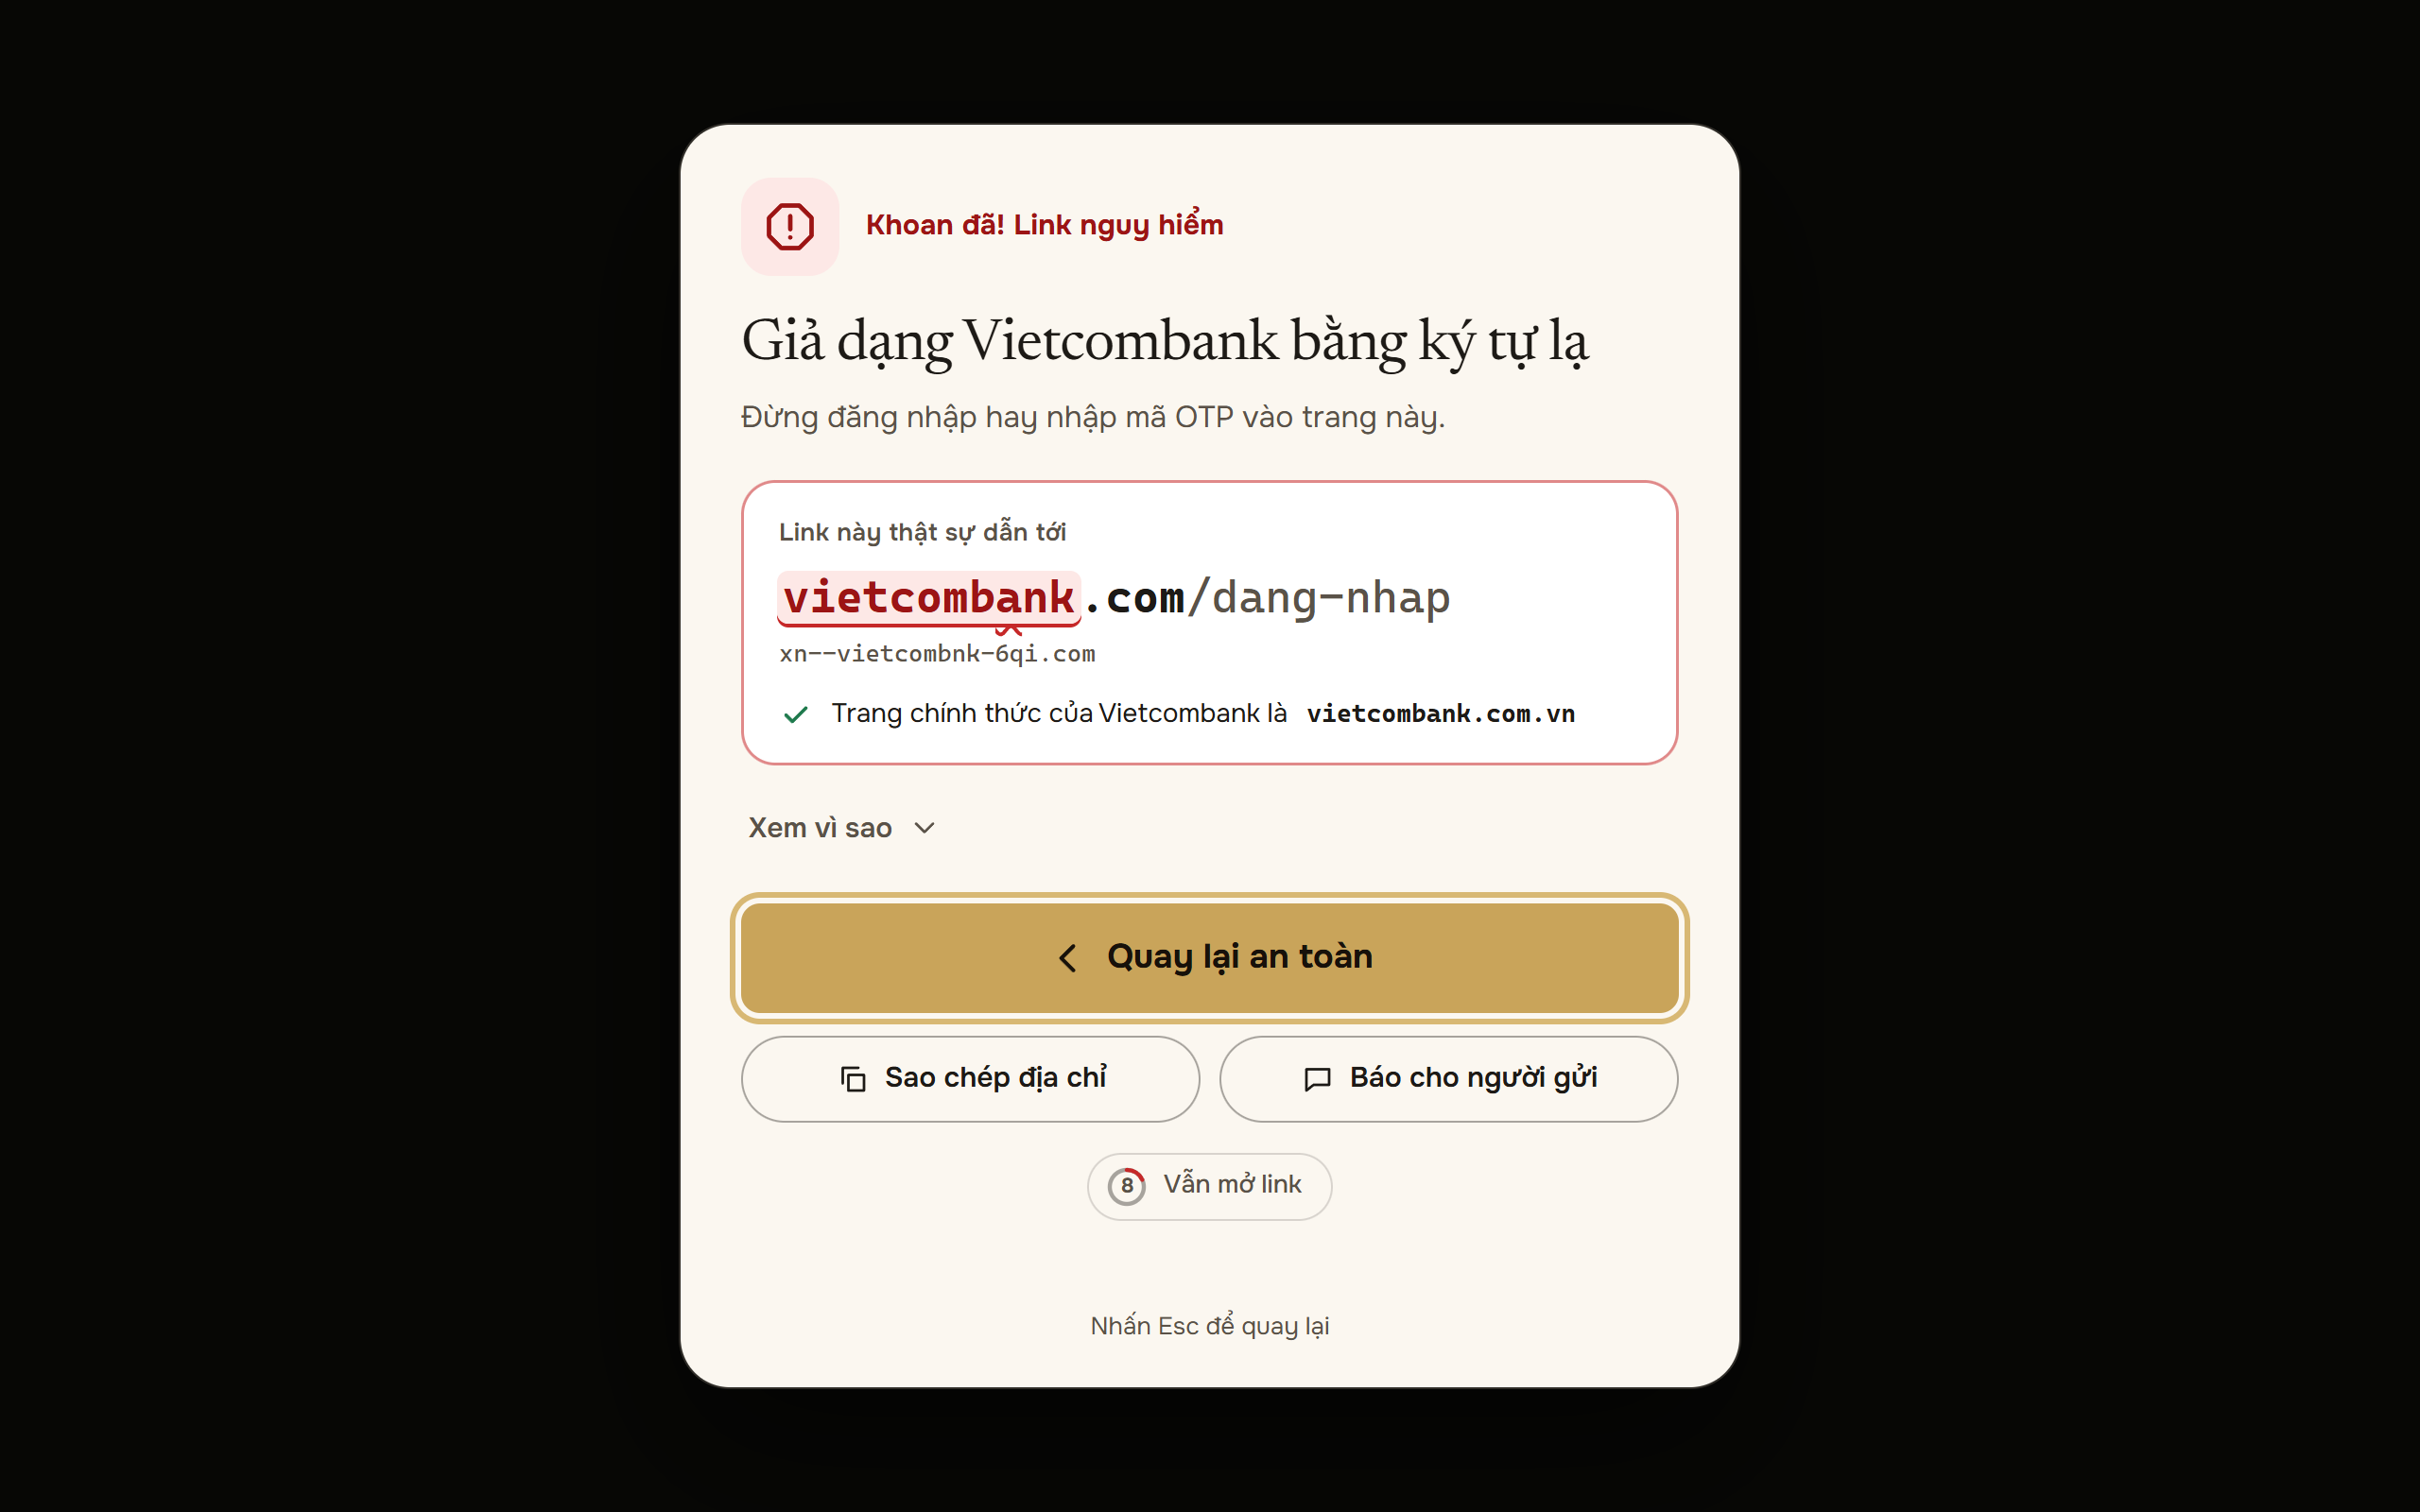 Khoan đã! Link nguy hiểm
Giả dạng Vietcombank bằng ký tự lạ
Đừng đăng nhập hay nhập mã OTP vào trang này.
Link này thật sự dẫn tới
vietcombank.com/dang-nhap
xn--vietcombnk-6qi.com
Trang chính thức của Vietcombank là vietcombank.com.vn
Xem vì sao
Quay lại an toàn
Sao chép địa chỉ
Báo cho người gửi
8 Vẫn mở link
Nhấn Esc để quay lại